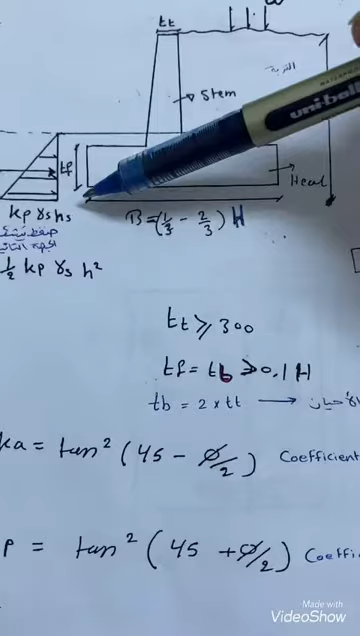 tt
w
التربة
Stem
uni-ball
tf
Heal
kp γs hs
B = (1/3 - 2/3) H
1/2 kp γs h²
tt ≥ 300
tf = tb ≥ 0.1 H
tb = 2 × tt →
ka = tan² (45 - Ø/2) Coefficient
P = tan² (45 + Ø/2) Coeffi
Made with
VideoShow